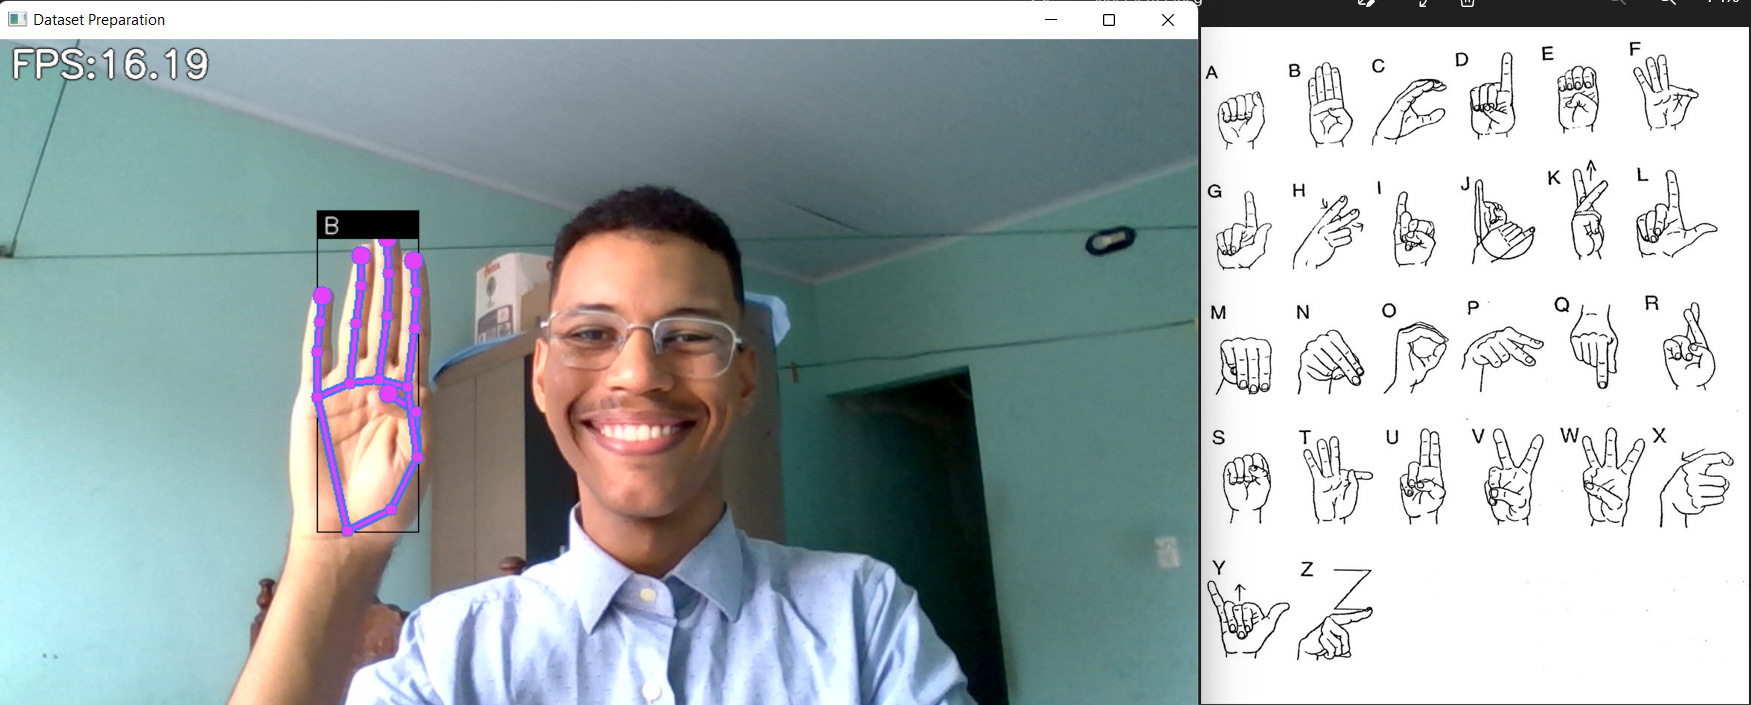 Dataset Preparation
FPS:16.19
B
A B C D E F
G H I J K L
M N O P Q R
S T U V W X
Y Z